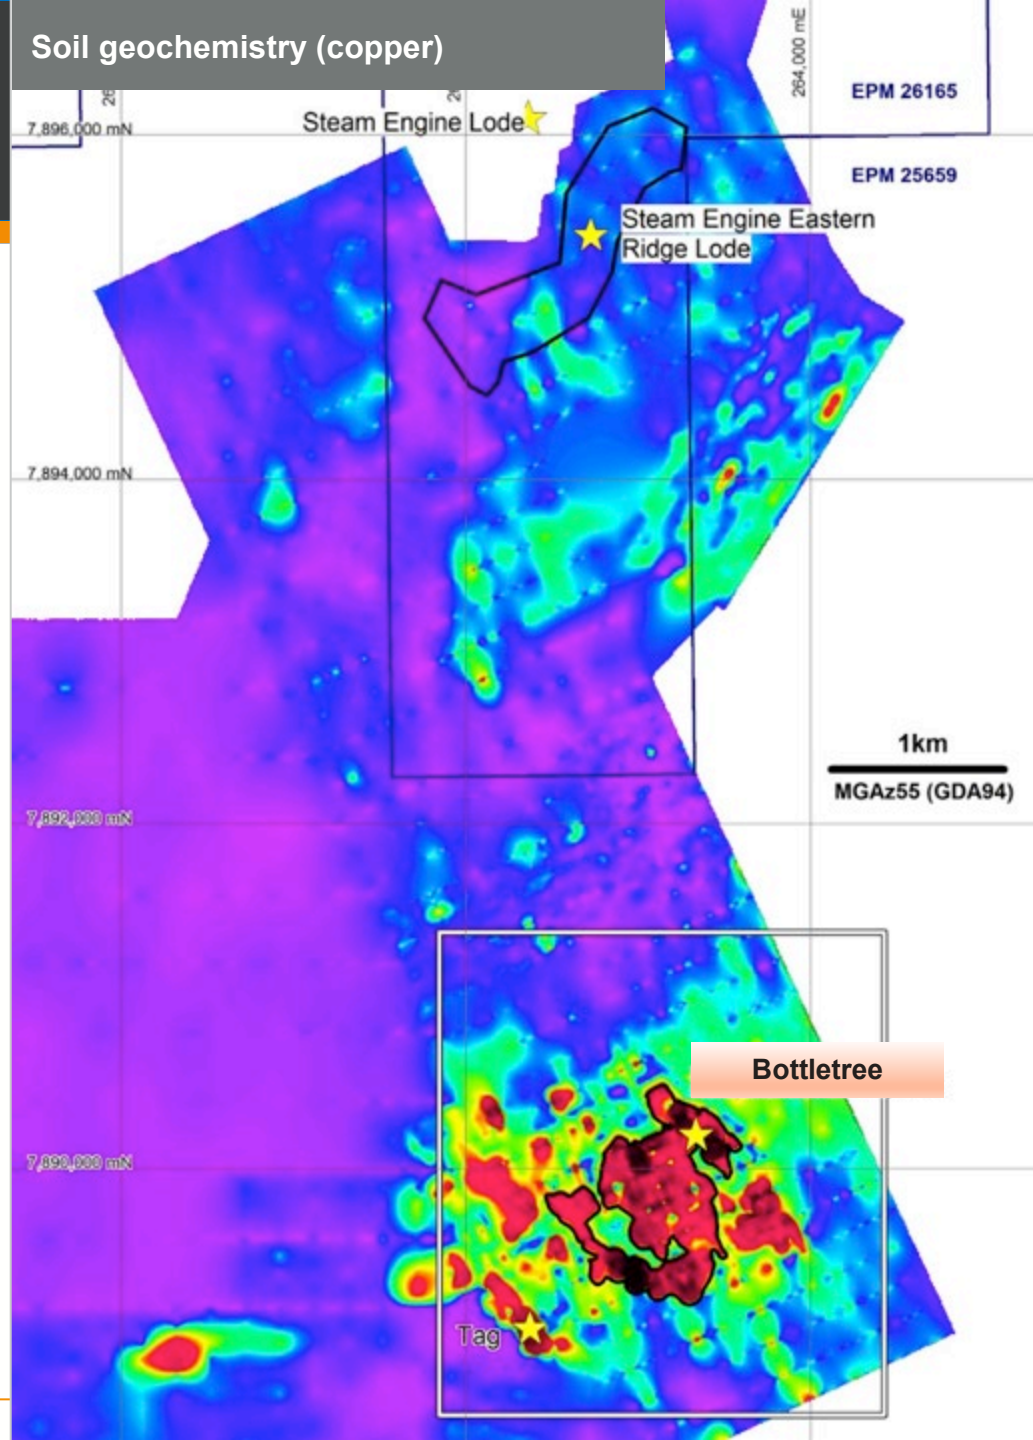 Soil geochemistry (copper)
264,000 mE
EPM 26165
Steam Engine Lode
7,896,000 mN
EPM 25659
Steam Engine Eastern
Ridge Lode
7,894,000 mN
1km
MGAz55 (GDA94)
7,892,000 mN
Bottletree
7,890,000 mN
Tag